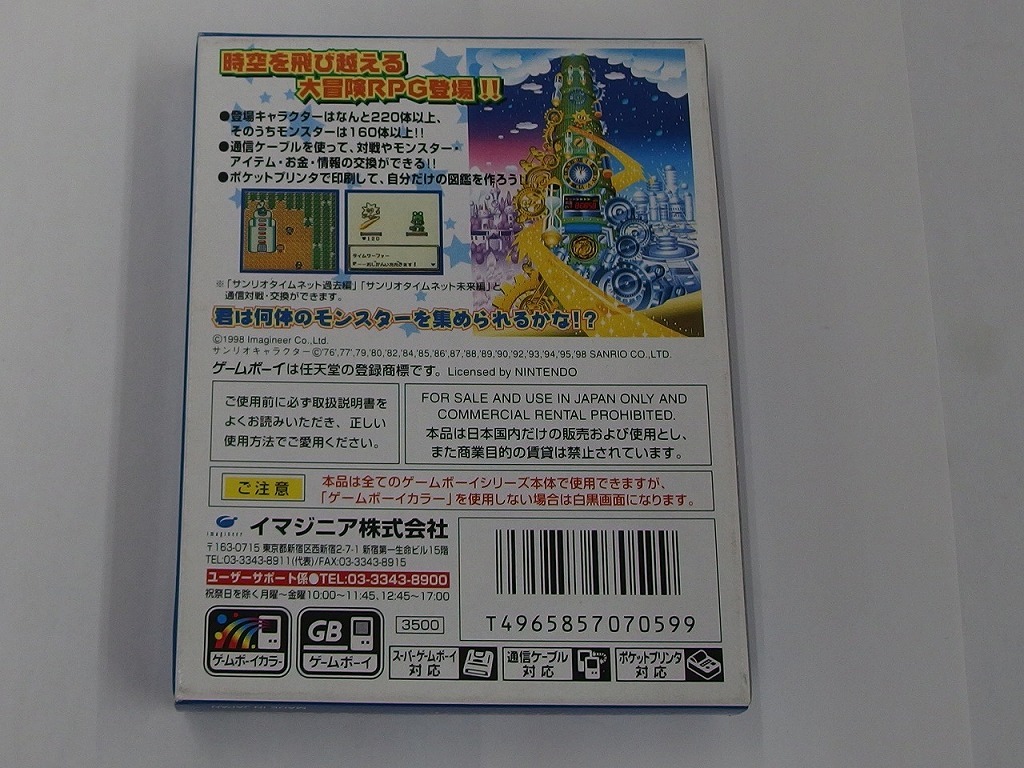 時空を飛び越える
大冒険RPG登場!!
●登場キャラクターはなんと220体以上、
そのうちモンスターは160体以上!!
●通信ケーブルを使って、対戦やモンスター・
アイテム・お金・情報の交換ができる!!
●ポケットプリンタで印刷して、自分だけの図鑑を作ろう!!
タイムワーファー
※「サンリオタイムネット過去編」「サンリオタイムネット未来編」と
通信対戦・交換ができます。
君は何体のモンスターを集められるかな!?
©1998 Imagineer Co.,Ltd.
サンリオキャラクター©'76,'77,'79,'80,'82,'84,'85,'86,'87,'88,'89,'90,'92,'93,'94,'95,'98 SANRIO CO.,LTD.
ゲームボーイは任天堂の登録商標です。 Licensed by NINTENDO
ご使用前に必ず取扱説明書を
よくお読みいただき、正しい
使用方法でご愛用ください。
FOR SALE AND USE IN JAPAN ONLY AND
COMMERCIAL RENTAL PROHIBITED.
本品は日本国内だけの販売および使用とし、
また商業目的の賃貸は禁止されています。
ご注意
本品は全てのゲームボーイシリーズ本体で使用できますが、
「ゲームボーイカラー」を使用しない場合は白黒画面になります。
imagineer
イマジニア株式会社
〒163-0715 東京都新宿区西新宿2-7-1 新宿第一生命ビル15階
TEL:03-3343-8911(代表)/FAX:03-3343-8915
ユーザーサポート係●TEL:03-3343-8900
祝祭日を除く月曜〜金曜10:00〜11:45、12:45〜17:00
T4965857070599
ゲームボーイカラー
GB
ゲームボーイ
3500
スーパーゲームボーイ
対応
通信ケーブル
対応
ポケットプリンタ
対応